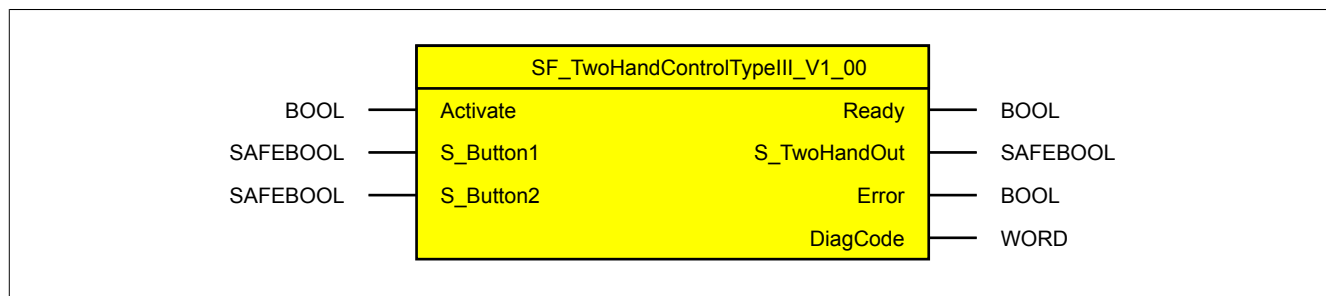 SF_TwoHandControlTypeIII_V1_00
BOOL Activate Ready BOOL
SAFEBOOL S_Button1 S_TwoHandOut SAFEBOOL
SAFEBOOL S_Button2 Error BOOL
DiagCode WORD